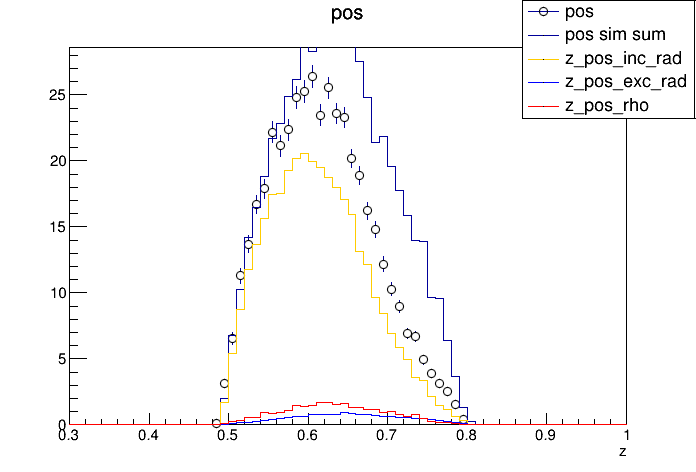 pos
pos
pos sim sum
z_pos_inc_rad
z_pos_exc_rad
z_pos_rho
25
20
15
10
5
0
0.3 0.4 0.5 0.6 0.7 0.8 0.9 1
z